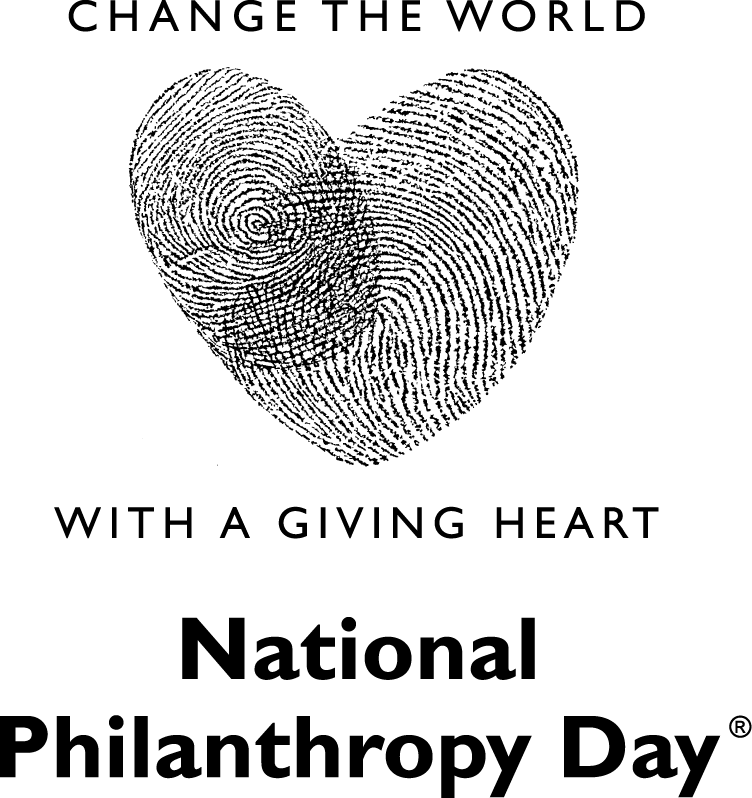 CHANGE THE WORLD
WITH A GIVING HEART
National
Philanthropy Day®